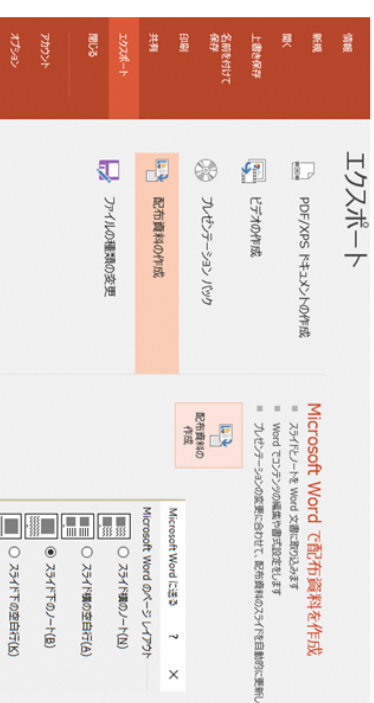 情報
新規
開く
上書き保存
名前を付けて
保存
印刷
共有
エクスポート
閉じる
アカウント
オプション
エクスポート
PDF/XPS ドキュメントの作成
ビデオの作成
プレゼンテーション パック
配布資料の作成
ファイルの種類の変更
Microsoft Word で配布資料を作成
スライドとノートを Word 文書に取り込みます
Word でコンテンツの編集や書式設定をします
プレゼンテーションの変更に合わせて、配布資料のスライドを自動的に更新し
配布資料の
作成
Microsoft Word に送る ? ×
Microsoft Word のページ レイアウト
スライド横のノート(N)
スライド横の空白行(A)
スライド下のノート(B)
スライド下の空白行(K)